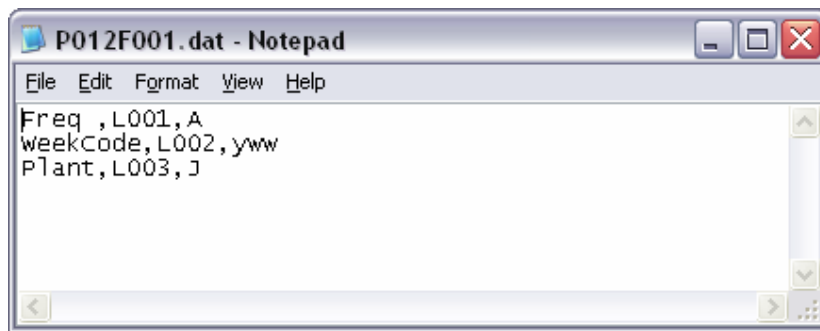 P012F001.dat - Notepad
File Edit Format View Help
Freq ,L001,A
WeekCode,L002,yww
Plant,L003,J